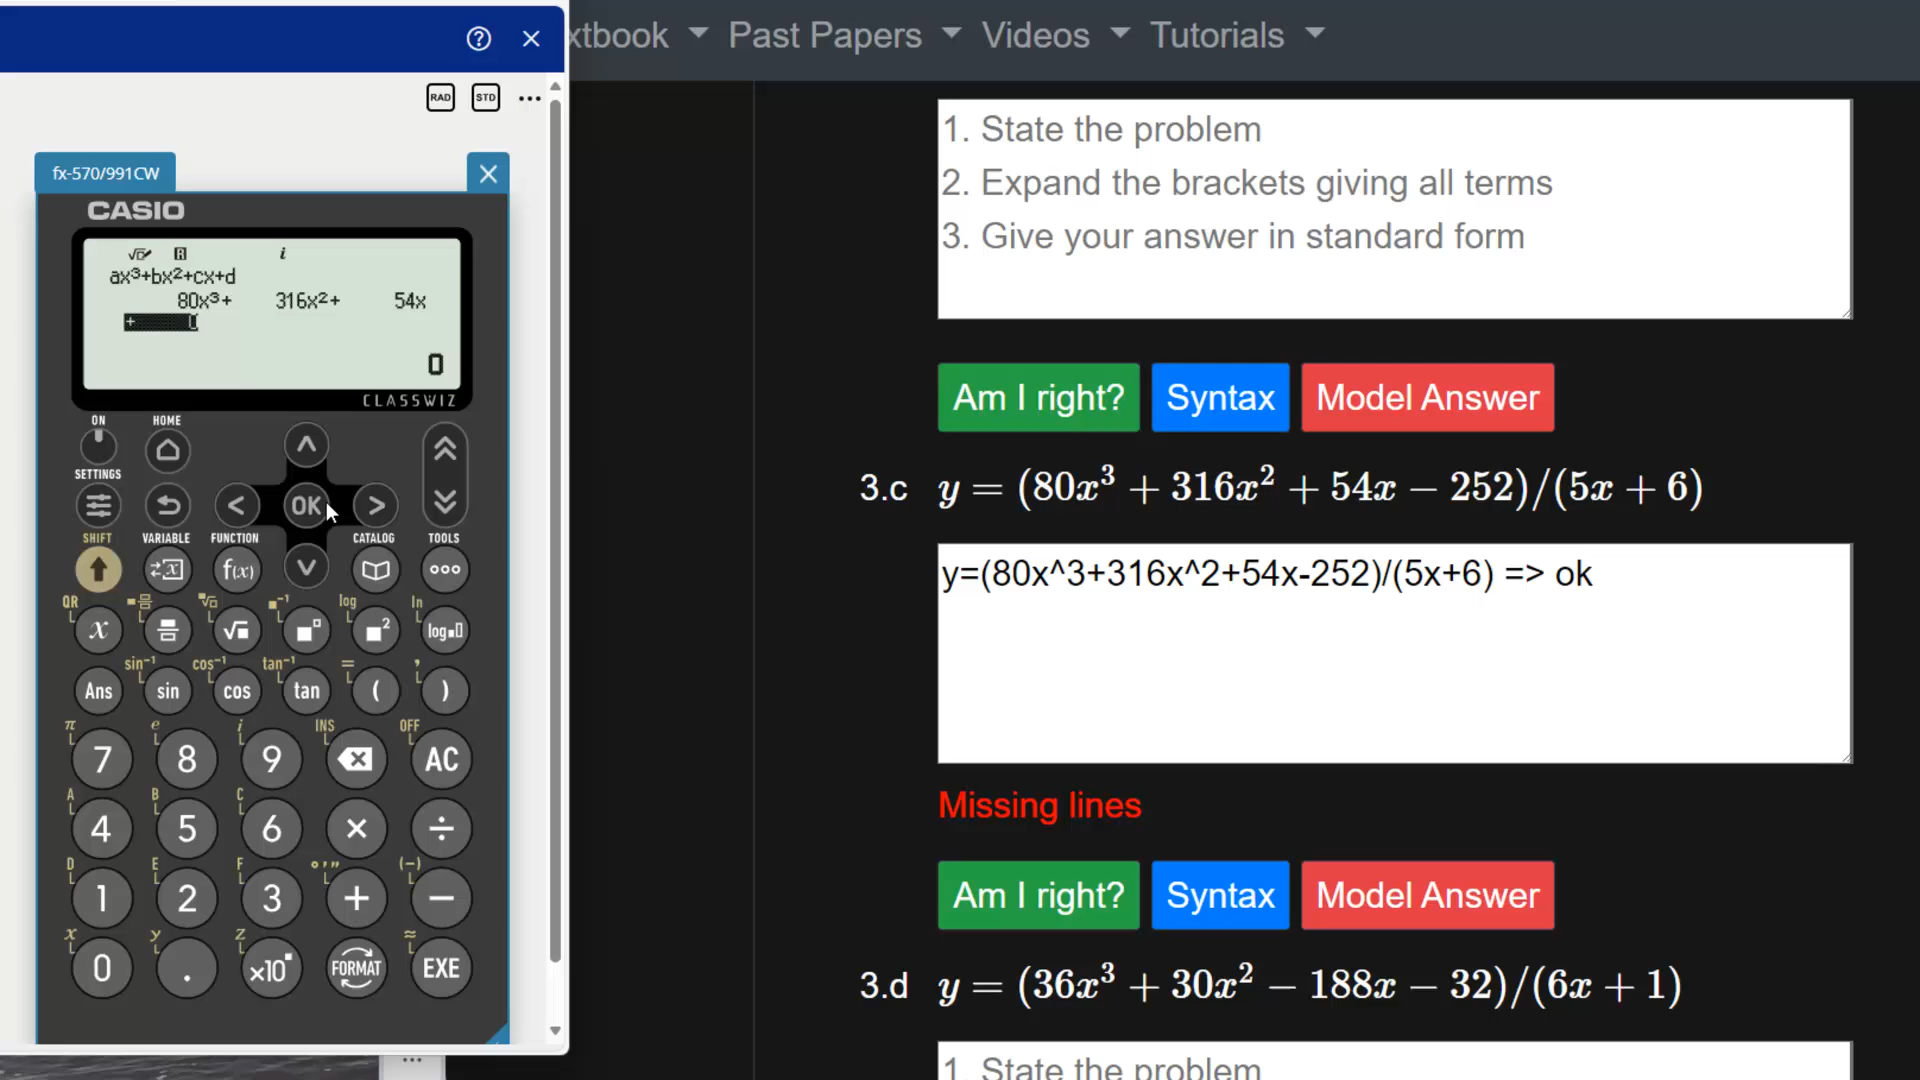 xtbook Past Papers Videos Tutorials
RAD STD ...
fx-570/991CW
CASIO
ax³+bx²+cx+d
80x³+ 316x²+ 54x
+ 0
0
CLASSWIZ
ON HOME
SETTINGS
OK
SHIFT VARIABLE FUNCTION CATALOG TOOLS
f(x)
QR log ln
x √■ ■² log■
sin⁻¹ cos⁻¹ tan⁻¹ = ,
Ans sin cos tan ( )
π e i INS OFF
7 8 9 AC
A B C
4 5 6 × ÷
D E F ° ′ ″ (−)
1 2 3 + −
x y z ≈
0 . ×10 FORMAT EXE
1. State the problem
2. Expand the brackets giving all terms
3. Give your answer in standard form
Am I right? Syntax Model Answer
3.c y = (80x³ + 316x² + 54x − 252)/(5x + 6)
y=(80x^3+316x^2+54x-252)/(5x+6) => ok
Missing lines
Am I right? Syntax Model Answer
3.d y = (36x³ + 30x² − 188x − 32)/(6x + 1)
1. State the problem